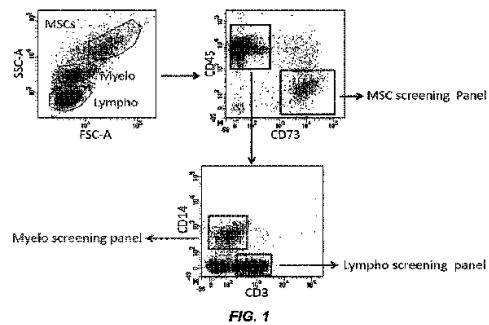 MSCs
Myelo
Lympho
SSC-A
FSC-A
CD45
CD73
MSC screening Panel
CD14
CD3
Myelo screening panel
Lympho screening panel
FIG. 1